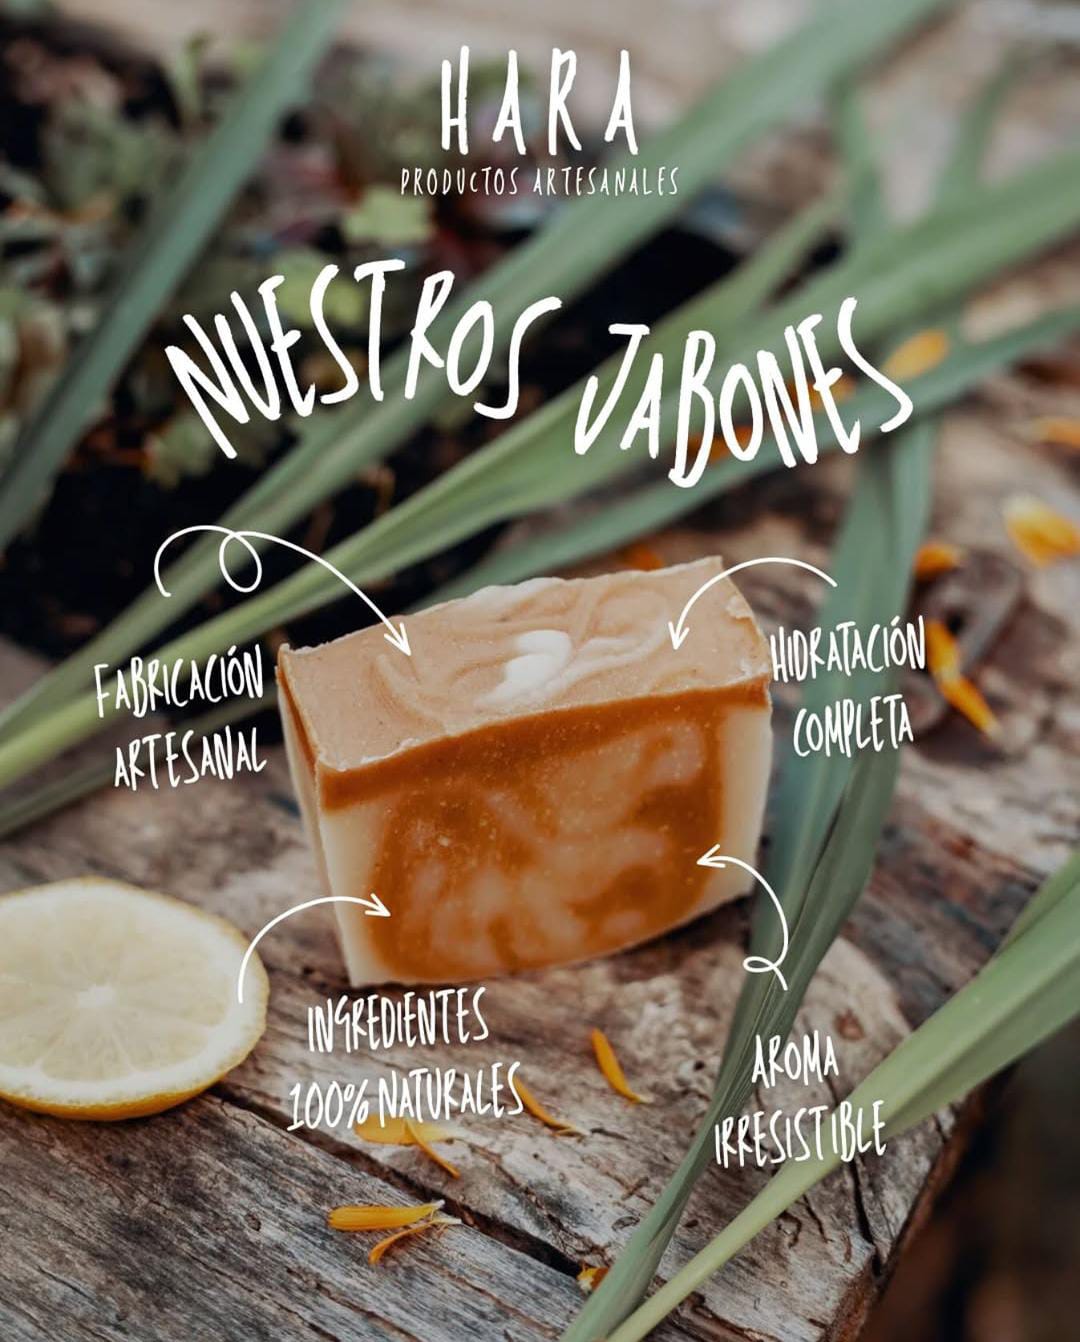 HARA
PRODUCTOS ARTESANALES
NUESTROS JABONES
FABRICACIÓN
ARTESANAL
HIDRATACIÓN
COMPLETA
INGREDIENTES
100% NATURALES
AROMA
IRRESISTIBLE